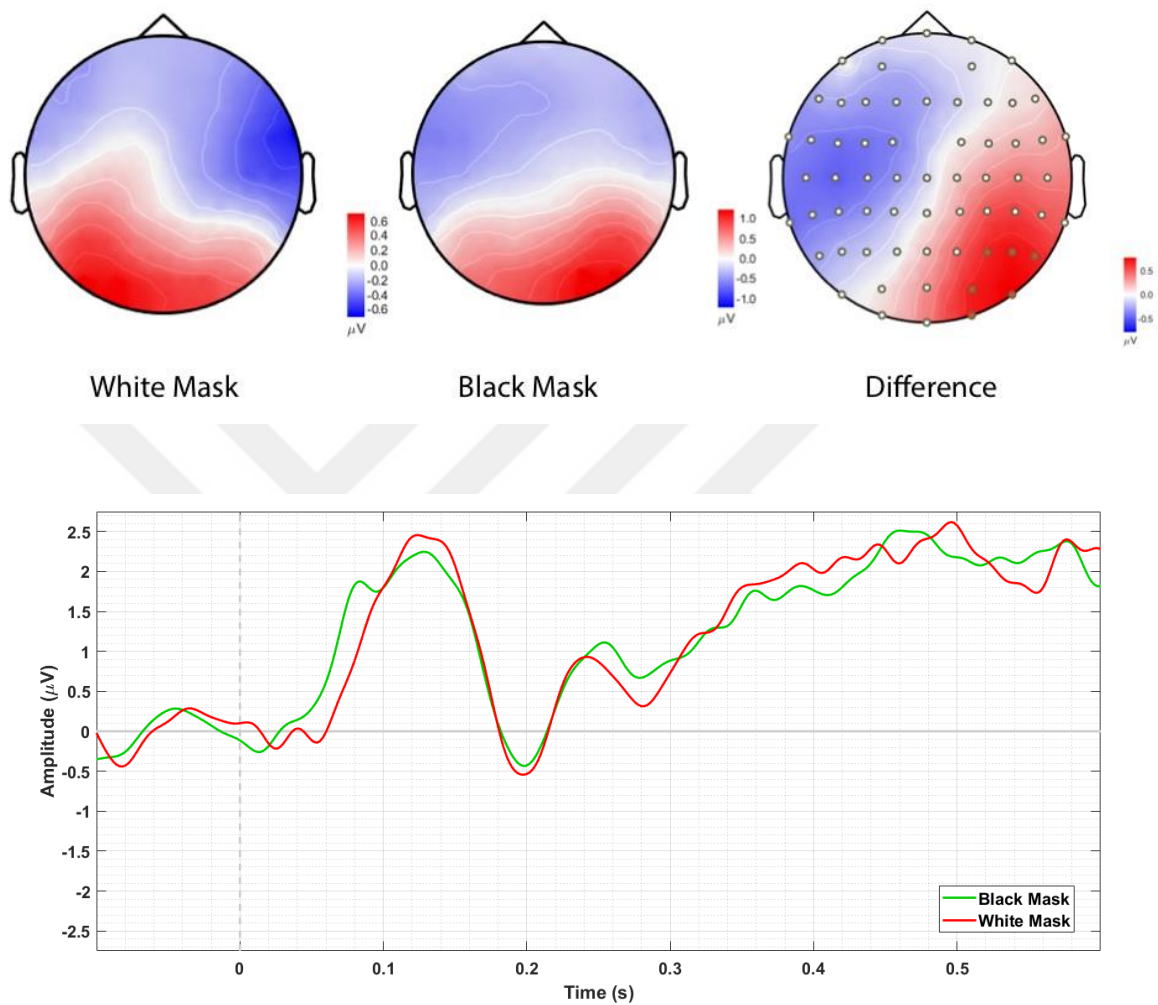 0.6
0.4
0.2
0.0
-0.2
-0.4
-0.6
μV
1.0
0.5
0.0
-0.5
-1.0
μV
0.5
0.0
-0.5
μV
White Mask
Black Mask
Difference
2.5
2
1.5
1
0.5
0
-0.5
-1
-1.5
-2
-2.5
Amplitude (μV)
Black Mask
White Mask
0 0.1 0.2 0.3 0.4 0.5
Time (s)